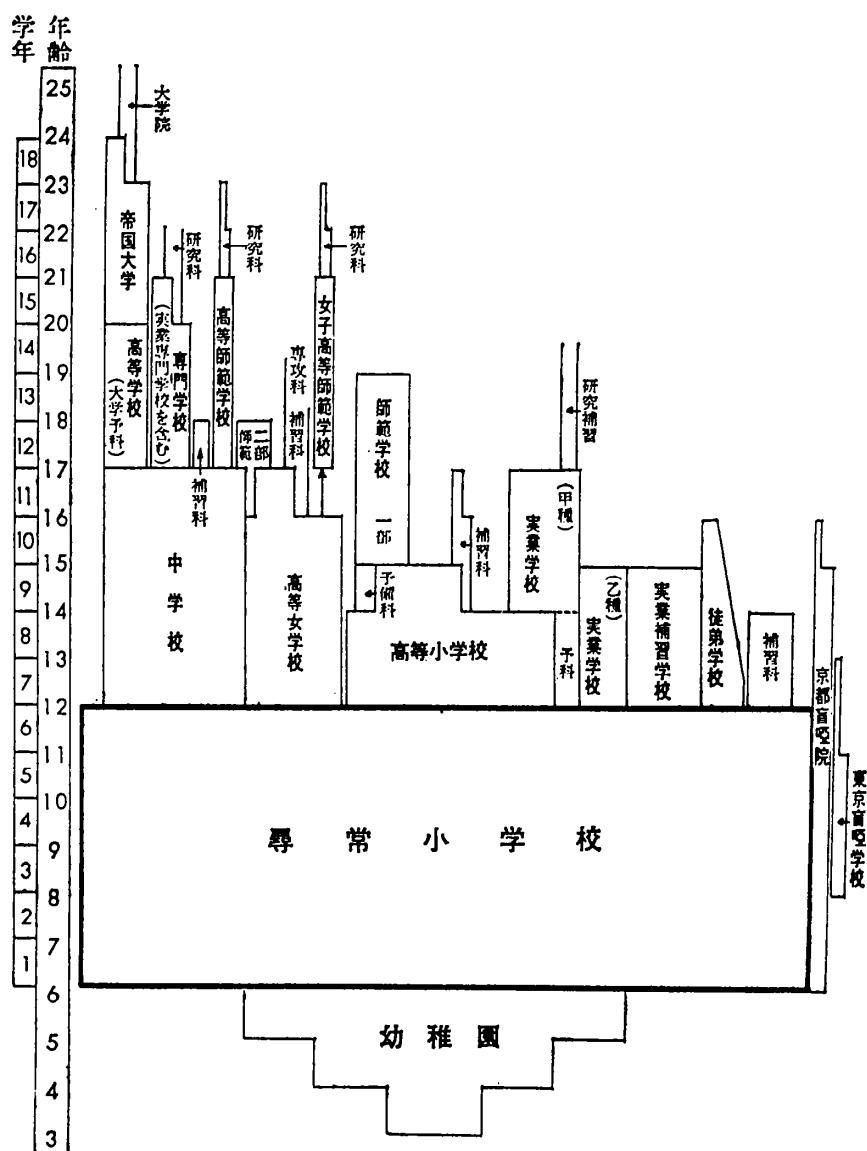 学年
年齢
25
24
23
22
21
20
19
18
17
16
15
14
13
12
11
10
9
8
7
6
5
4
3
18
17
16
15
14
13
12
11
10
9
8
7
6
5
4
3
2
1
大学院
帝国大学
高等学校
(大学予科)
研究科
専門学校
(実業専門学校を含む)
補習科
研究科
高等師範学校
二部
師範
専攻科
補習科
研究科
女子高等師範学校
師範学校 一部
予備科
補習科
研究補習
(甲種)
実業学校
中学校
高等女学校
高等小学校
予科
(乙種)
実業学校
実業補習学校
徒弟学校
補習科
京都盲啞院
東京盲啞学校
尋常小学校
幼稚園